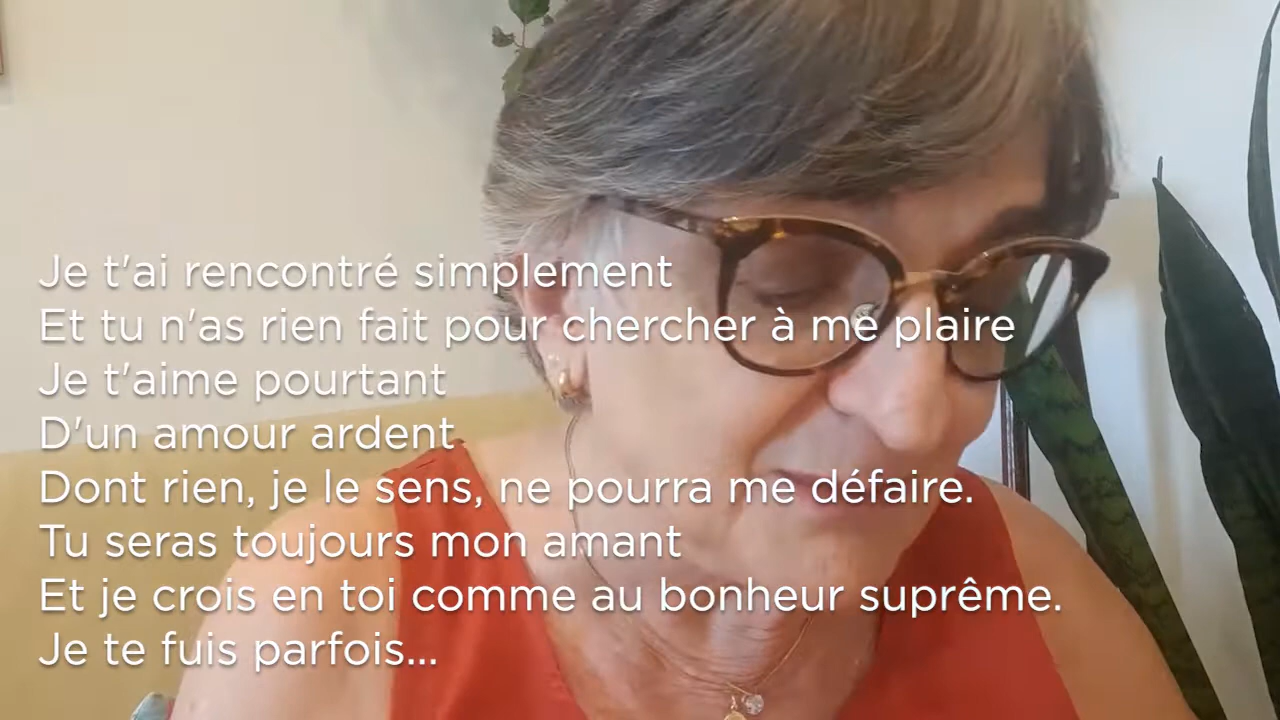 Je t'ai rencontré simplement
Et tu n'as rien fait pour chercher à me plaire
Je t'aime pourtant
D'un amour ardent
Dont rien, je le sens, ne pourra me défaire.
Tu seras toujours mon amant
Et je crois en toi comme au bonheur suprême.
Je te fuis parfois...